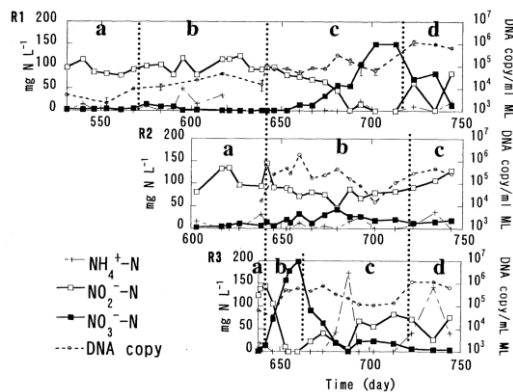 R1
a b c d
200
150
100
50
0
mg N L⁻¹
10⁷
10⁶
10⁵
10⁴
10³
DNA copy/ml ML
550 600 650 700 750
R2
a b c
200
150
100
50
0
mg N L⁻¹
10⁷
10⁶
10⁵
10⁴
10³
DNA copy/ml ML
600 650 700 750
R3
a b c d
200
150
100
50
0
mg N L⁻¹
10⁷
10⁶
10⁵
10⁴
10³
DNA copy/mL ML
650 700 750
Time (day)
NH₄⁺-N
NO₂⁻-N
NO₃⁻-N
DNA copy